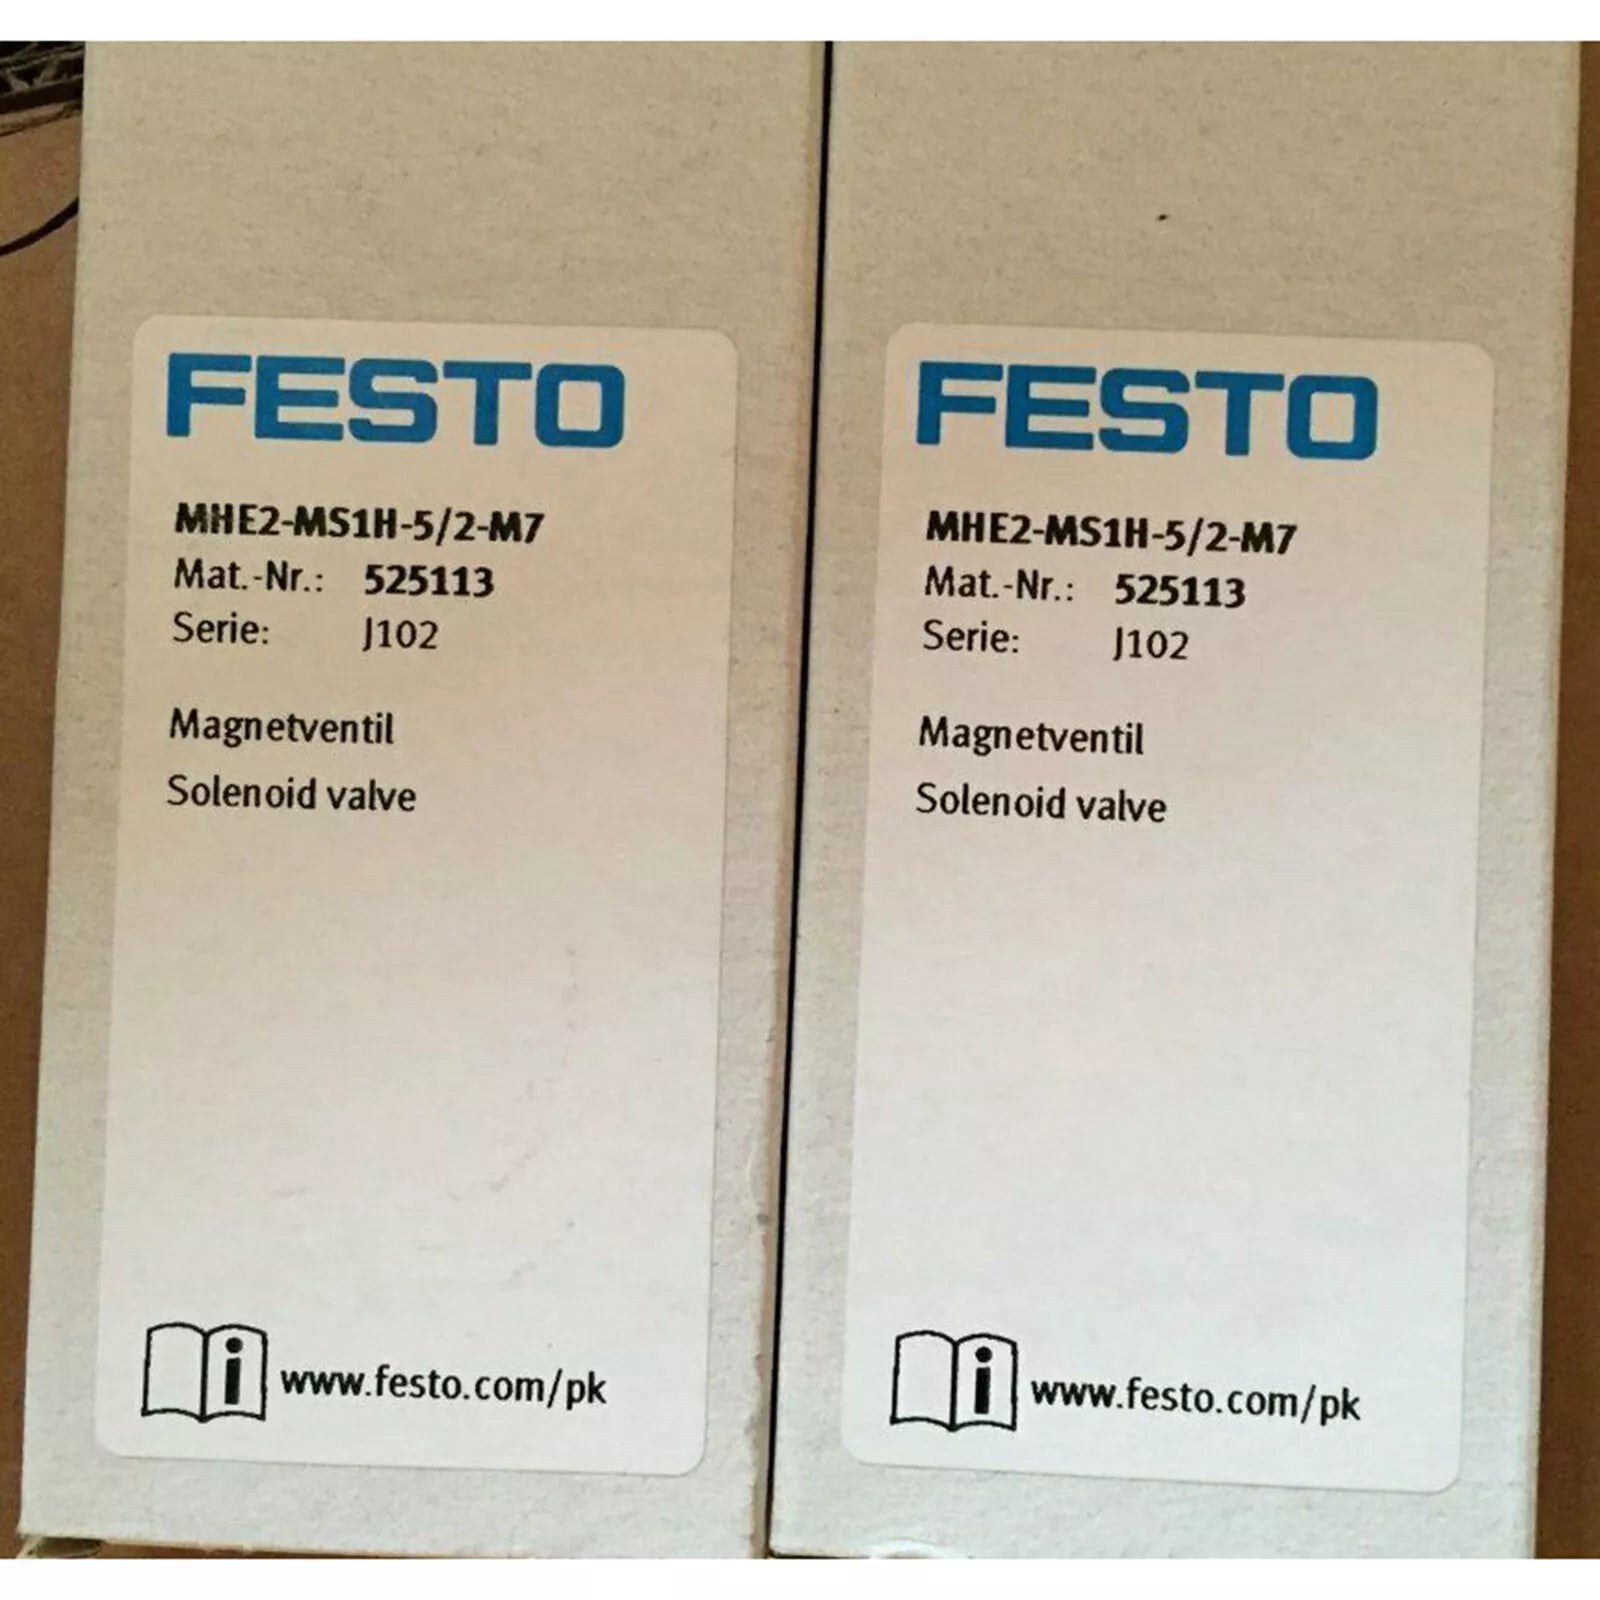 FESTO
MHE2-MS1H-5/2-M7
Mat.-Nr.: 525113
Serie: J102
Magnetventil
Solenoid valve
i www.festo.com/pk
FESTO
MHE2-MS1H-5/2-M7
Mat.-Nr.: 525113
Serie: J102
Magnetventil
Solenoid valve
i www.festo.com/pk